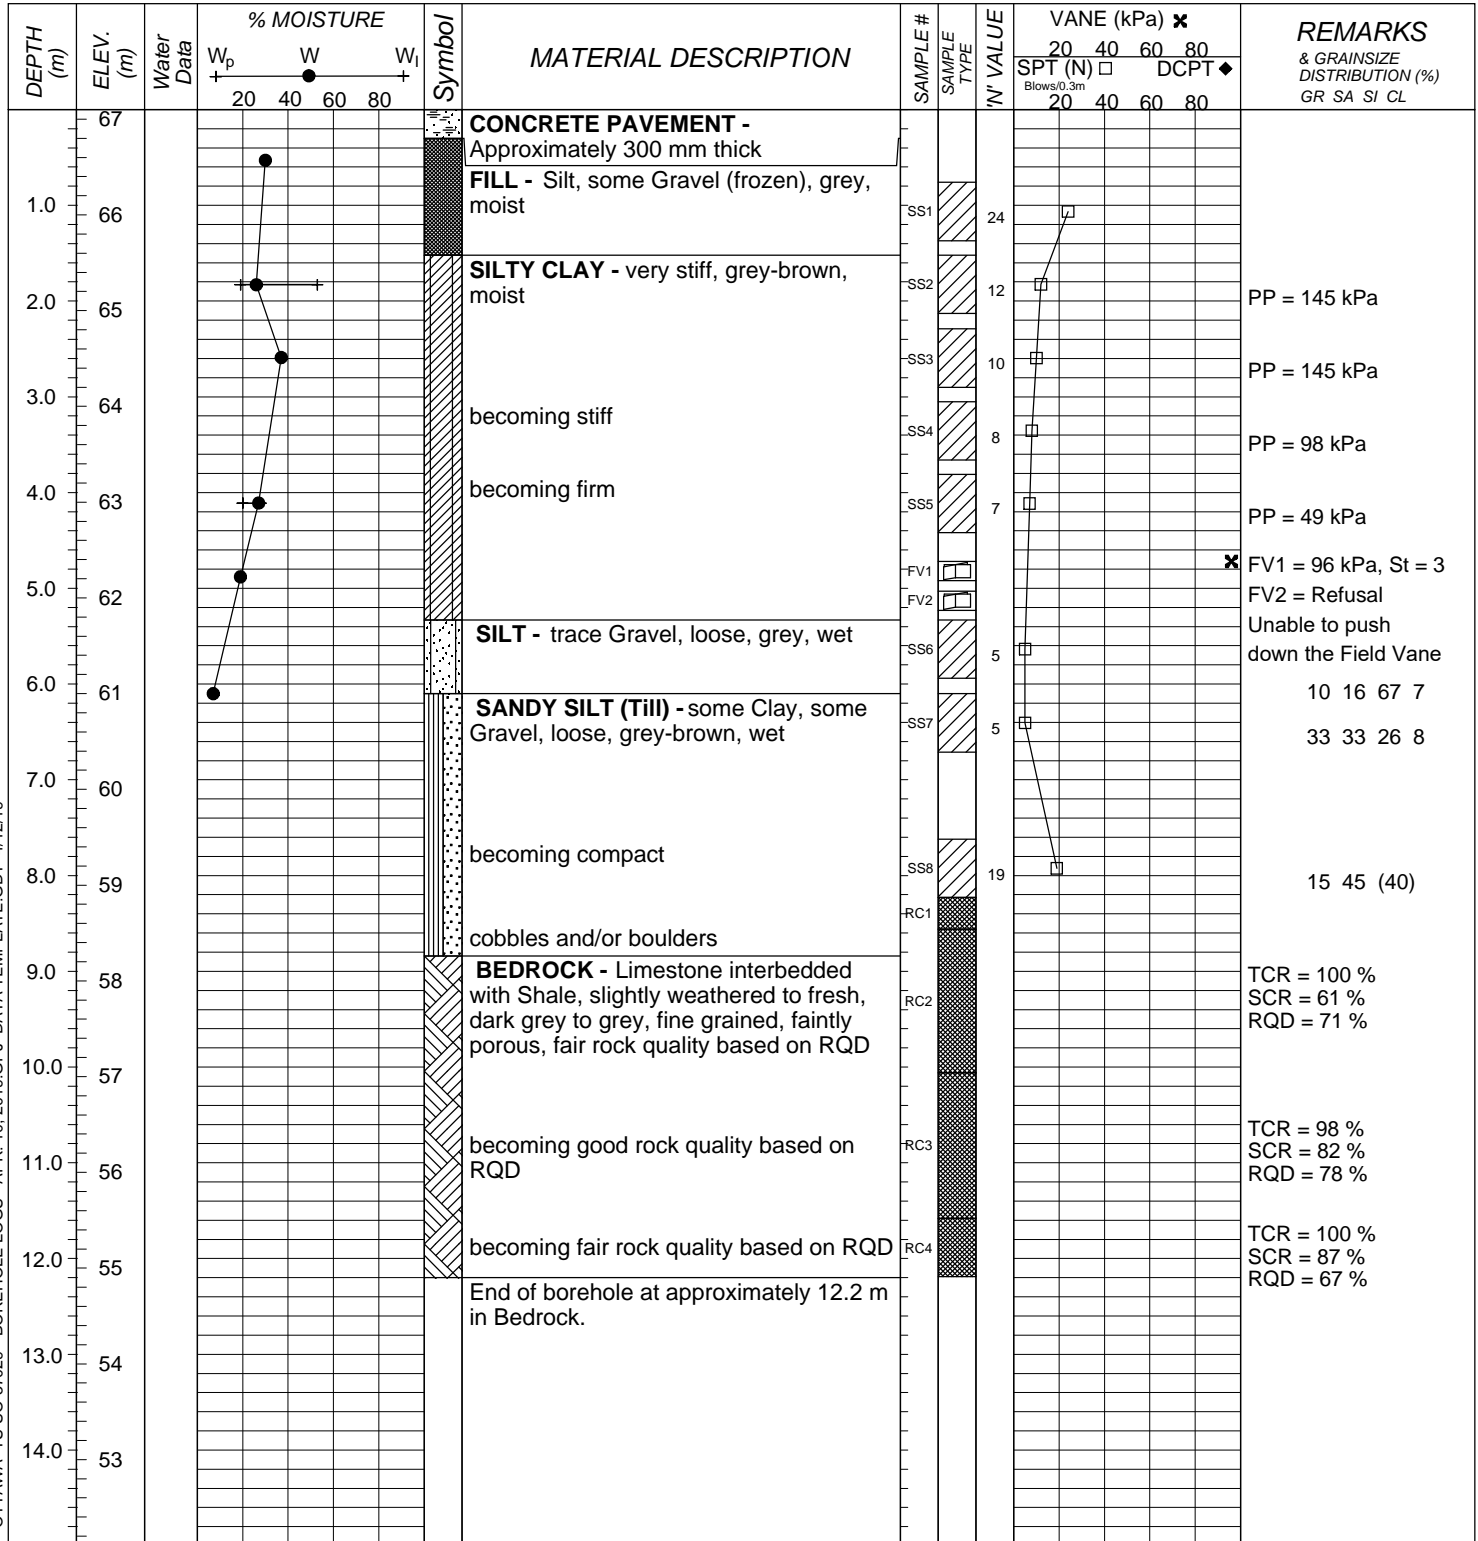 DEPTH (m)
ELEV. (m)
Water Data
% MOISTURE
Wp W Wl
20 40 60 80
Symbol
MATERIAL DESCRIPTION
SAMPLE #
SAMPLE TYPE
'N' VALUE
VANE (kPa)
20 40 60 80
SPT (N) DCPT
Blows/0.3m
20 40 60 80
REMARKS
& GRAINSIZE
DISTRIBUTION (%)
GR SA SI CL
67
CONCRETE PAVEMENT -
Approximately 300 mm thick
FILL - Silt, some Gravel (frozen), grey,
moist
1.0 66 SS1 24
SILTY CLAY - very stiff, grey-brown,
moist
SS2 12
PP = 145 kPa
2.0 65
SS3 10
PP = 145 kPa
3.0 64
becoming stiff
SS4 8
PP = 98 kPa
becoming firm
4.0 63 SS5 7
PP = 49 kPa
FV1
FV1 = 96 kPa, St = 3
5.0 62 FV2
FV2 = Refusal
Unable to push
down the Field Vane
SILT - trace Gravel, loose, grey, wet
SS6 5
6.0 61
10 16 67 7
SANDY SILT (Till) - some Clay, some
Gravel, loose, grey-brown, wet
SS7 5
33 33 26 8
7.0 60
becoming compact
8.0 59 SS8 19
15 45 (40)
RC1
cobbles and/or boulders
9.0 58
BEDROCK - Limestone interbedded
with Shale, slightly weathered to fresh,
dark grey to grey, fine grained, faintly
porous, fair rock quality based on RQD
RC2
TCR = 100 %
SCR = 61 %
RQD = 71 %
10.0 57
becoming good rock quality based on
RQD
RC3
TCR = 98 %
SCR = 82 %
RQD = 78 %
11.0 56
becoming fair rock quality based on RQD
RC4
TCR = 100 %
SCR = 87 %
RQD = 67 %
12.0 55
End of borehole at approximately 12.2 m
in Bedrock.
13.0 54
14.0 53